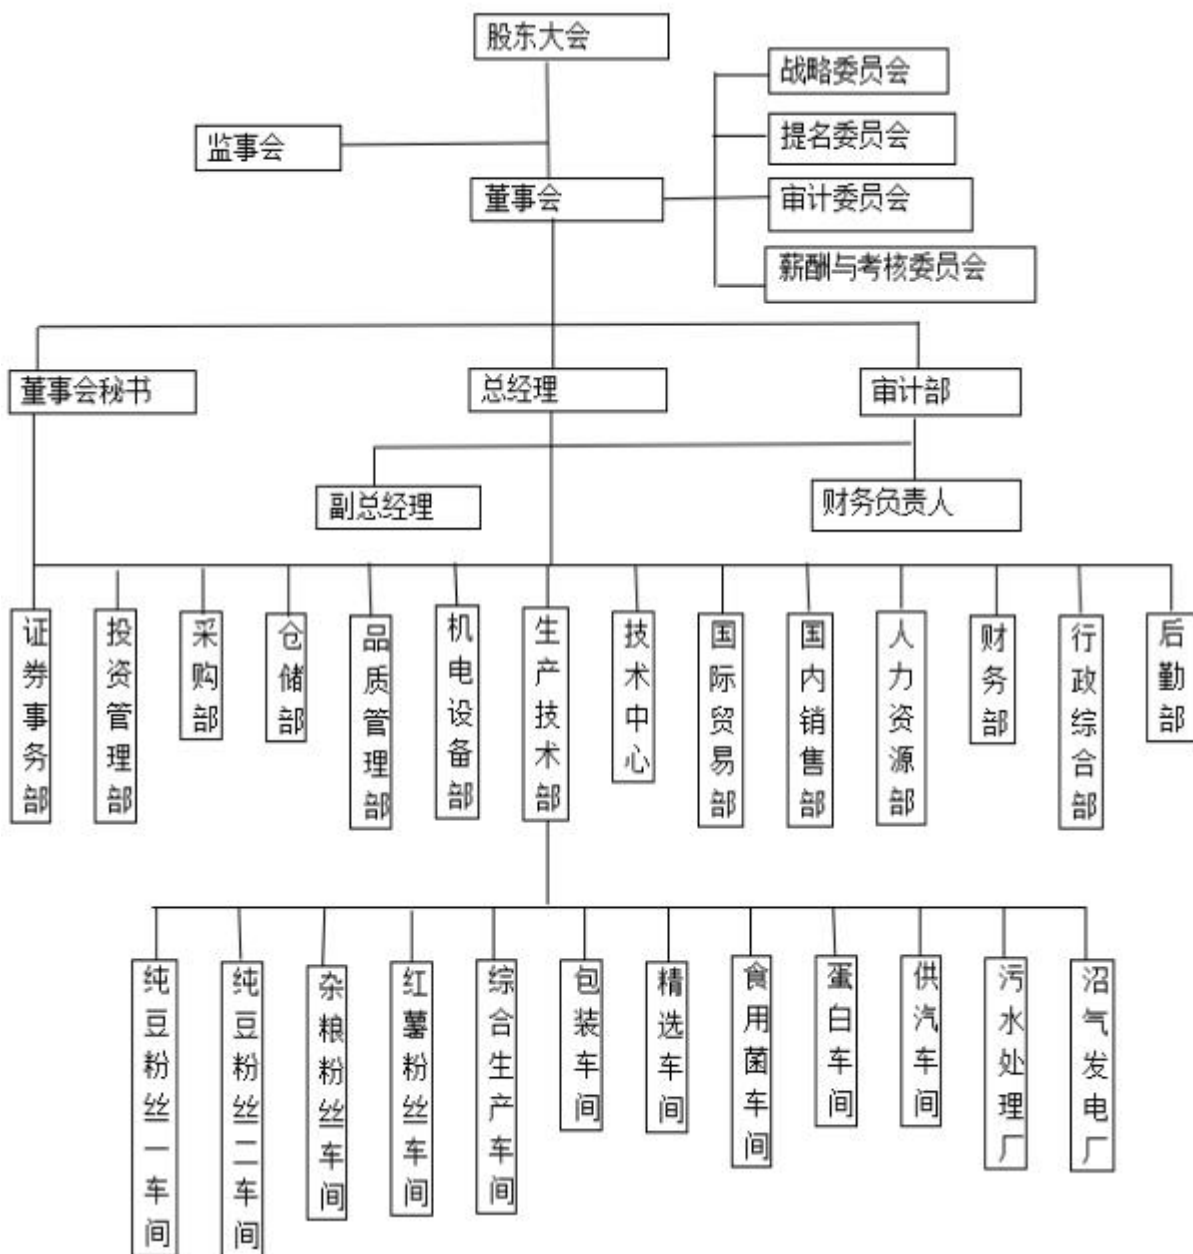 股东大会
战略委员会
监事会
提名委员会
董事会
审计委员会
薪酬与考核委员会
董事会秘书
总经理
审计部
副总经理
财务负责人
证券事务部
投资管理部
采购部
仓储部
品质管理部
机电设备部
生产技术部
技术中心
国际贸易部
国内销售部
人力资源部
财务部
行政综合部
后勤部
纯豆粉丝一车间
纯豆粉丝二车间
杂粮粉丝车间
红薯粉丝车间
综合生产车间
包装车间
精选车间
食用菌车间
蛋白车间
供汽车间
污水处理厂
沼气发电厂